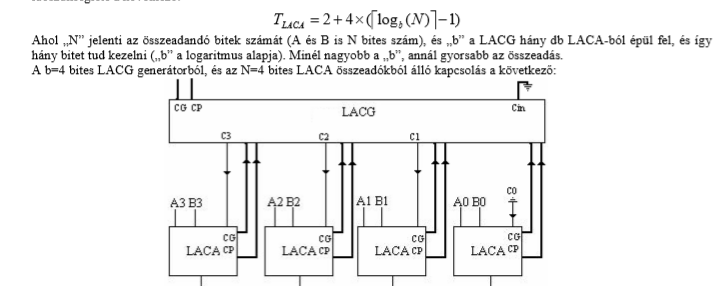 T_LACA = 2 + 4 × (⌈log_b (N)⌉ − 1)
Ahol „N” jelenti az összeadandó bitek számát (A és B is N bites szám), és „b” a LACG hány db LACA-ból épül fel, és így
hány bitet tud kezelni („b” a logaritmus alapja). Minél nagyobb a „b”, annál gyorsabb az összeadás.
A b=4 bites LACG generátorból, és az N=4 bites LACA összeadókból álló kapcsolás a következő:
CG CP LACG Cin
C3 C2 C1
A3 B3 A2 B2 A1 B1 A0 B0 C0
CG CG CG CG
LACA CP LACA CP LACA CP LACA CP